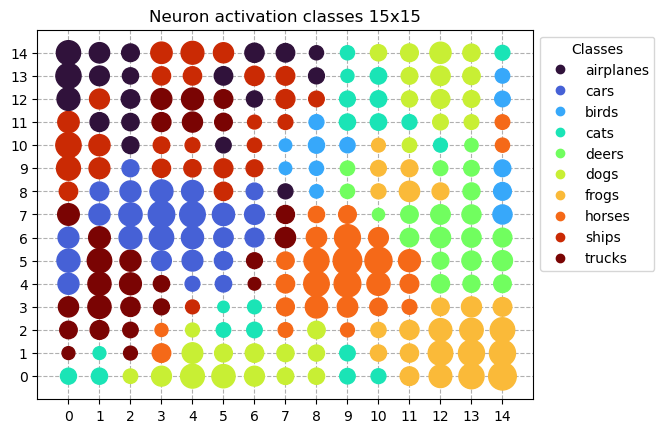 Neuron activation classes 15x15
14
13
12
11
10
9
8
7
6
5
4
3
2
1
0
0 1 2 3 4 5 6 7 8 9 10 11 12 13 14
Classes
airplanes
cars
birds
cats
deers
dogs
frogs
horses
ships
trucks